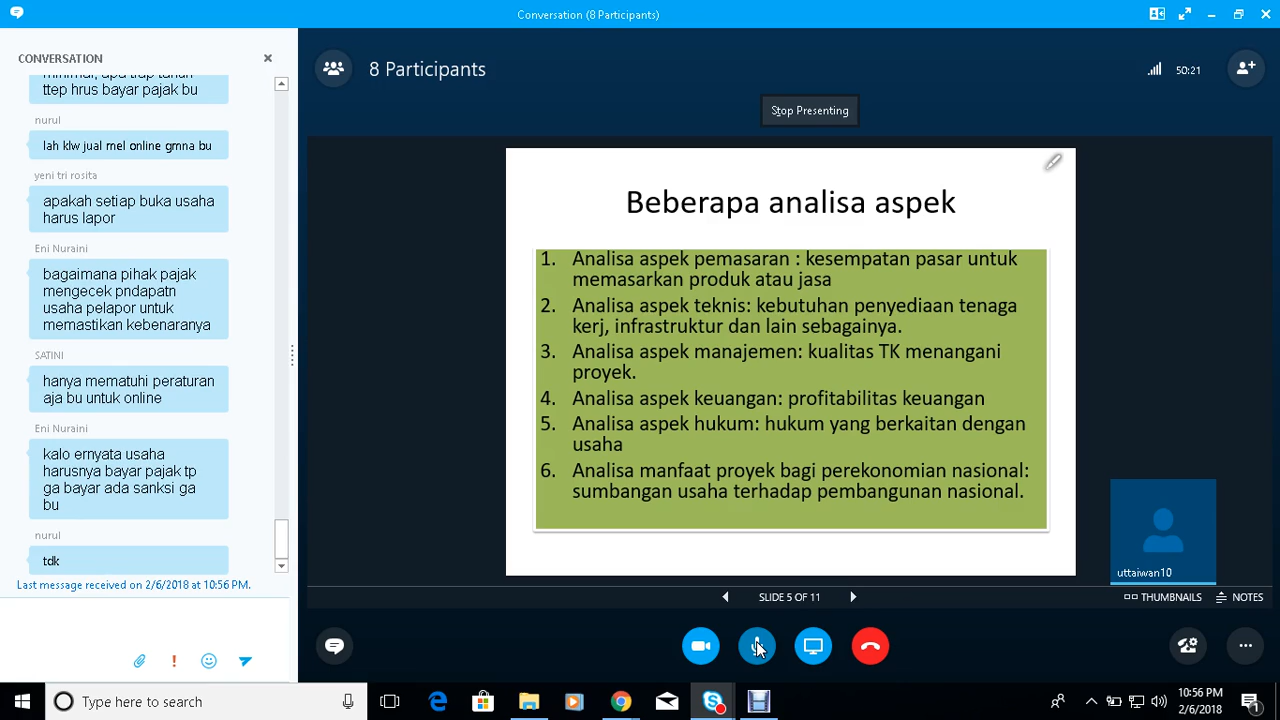 Conversation (8 Participants)
CONVERSATION
8 Participants
50:21
Stop Presenting
ttep hrus bayar pajak bu
nurul
lah klw jual mel online gmna bu
yeni tri rosita
apakah setiap buka usaha
harus lapor
Eni Nuraini
bagaimana pihak pajak
mengecek pndapatn
usaha pelapor untuk
memastikan kebenaranya
SATINI
hanya mematuhi peraturan
aja bu untuk online
Eni Nuraini
kalo ernyata usaha
harusnya bayar pajak tp
ga bayar ada sanksi ga
bu
nurul
tdk
Last message received on 2/6/2018 at 10:56 PM.
Beberapa analisa aspek
1. Analisa aspek pemasaran : kesempatan pasar untuk
memasarkan produk atau jasa
2. Analisa aspek teknis: kebutuhan penyediaan tenaga
kerj, infrastruktur dan lain sebagainya.
3. Analisa aspek manajemen: kualitas TK menangani
proyek.
4. Analisa aspek keuangan: profitabilitas keuangan
5. Analisa aspek hukum: hukum yang berkaitan dengan
usaha
6. Analisa manfaat proyek bagi perekonomian nasional:
sumbangan usaha terhadap pembangunan nasional.
uttaiwan10
SLIDE 5 OF 11
THUMBNAILS
NOTES
Type here to search
10:56 PM
2/6/2018